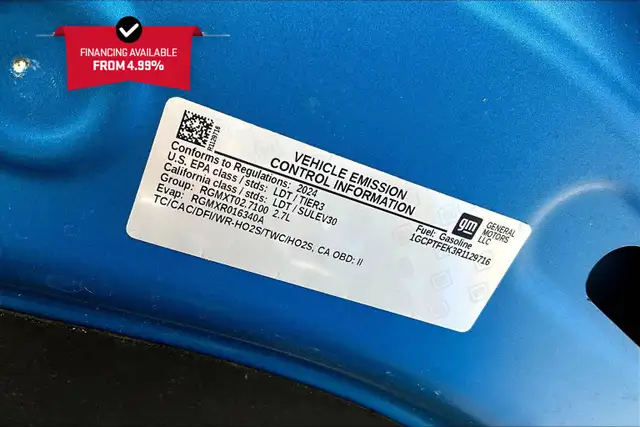 FINANCING AVAILABLE
FROM 4.99%
R1129716
VEHICLE EMISSION
CONTROL INFORMATION
Conforms to Regulations: 2024
U.S. EPA class / stds: LDT / TIER3
California class / stds: LDT / SULEV30
Group: RGMXT02.7100 2.7L
Evap: RGMXR016340A
TC/CAC/DFI/WR-HO2S/TWC/HO2S, CA OBD: II
Fuel: Gasoline
1GCPTFEK3R1129716
gm
GENERAL
MOTORS
LLC